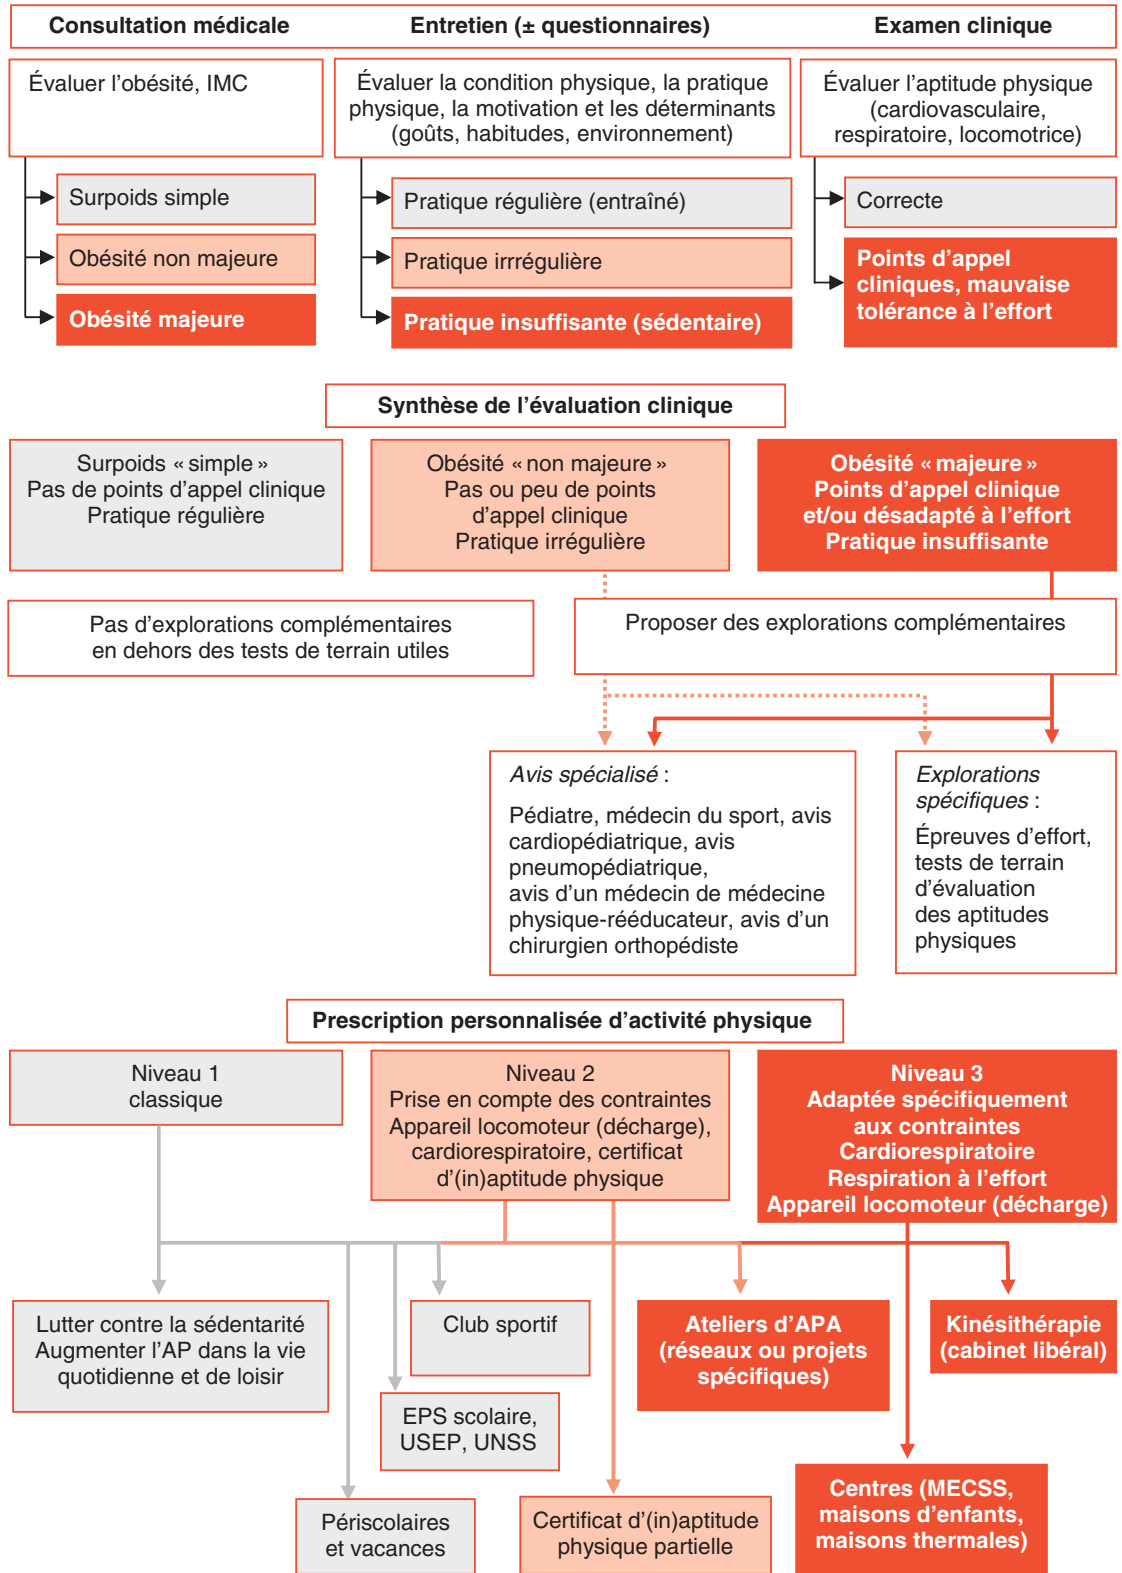 Consultation médicale
Entretien (± questionnaires)
Examen clinique
Évaluer l’obésité, IMC
Évaluer la condition physique, la pratique
physique, la motivation et les déterminants
(goûts, habitudes, environnement)
Évaluer l’aptitude physique
(cardiovasculaire,
respiratoire, locomotrice)
Surpoids simple
Obésité non majeure
Obésité majeure
Pratique régulière (entraîné)
Pratique irrrégulière
Pratique insuffisante (sédentaire)
Correcte
Points d’appel
cliniques, mauvaise
tolérance à l’effort
Synthèse de l’évaluation clinique
Surpoids « simple »
Pas de points d’appel clinique
Pratique régulière
Obésité « non majeure »
Pas ou peu de points
d’appel clinique
Pratique irrégulière
Obésité « majeure »
Points d’appel clinique
et/ou désadapté à l’effort
Pratique insuffisante
Pas d’explorations complémentaires
en dehors des tests de terrain utiles
Proposer des explorations complémentaires
Avis spécialisé :
Pédiatre, médecin du sport, avis
cardiopédiatrique, avis
pneumopédiatrique,
avis d’un médecin de médecine
physique-rééducateur, avis d’un
chirurgien orthopédiste
Explorations
spécifiques :
Épreuves d’effort,
tests de terrain
d’évaluation
des aptitudes
physiques
Prescription personnalisée d’activité physique
Niveau 1
classique
Niveau 2
Prise en compte des contraintes
Appareil locomoteur (décharge),
cardiorespiratoire, certificat
d’(in)aptitude physique
Niveau 3
Adaptée spécifiquement
aux contraintes
Cardiorespiratoire
Respiration à l’effort
Appareil locomoteur (décharge)
Lutter contre la sédentarité
Augmenter l’AP dans la vie
quotidienne et de loisir
Club sportif
Ateliers d’APA
(réseaux ou projets
spécifiques)
Kinésithérapie
(cabinet libéral)
EPS scolaire,
USEP, UNSS
Périscolaires
et vacances
Certificat d’(in)aptitude
physique partielle
Centres (MECSS,
maisons d’enfants,
maisons thermales)